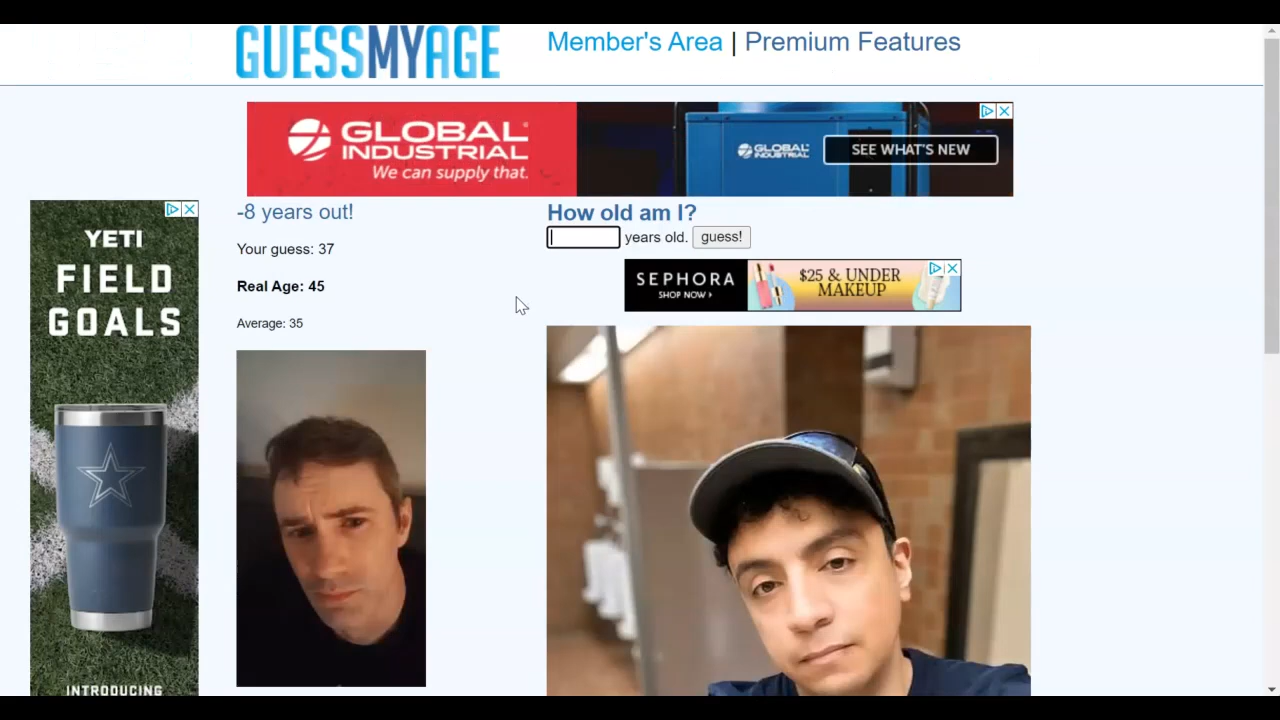 GUESSMYAGE
Member's Area | Premium Features
GLOBAL
INDUSTRIAL
We can supply that.
GLOBAL
INDUSTRIAL
SEE WHAT'S NEW
YETI
FIELD
GOALS
INTRODUCING
-8 years out!
Your guess: 37
Real Age: 45
Average: 35
How old am I?
years old. guess!
SEPHORA
SHOP NOW
$25 & UNDER
MAKEUP